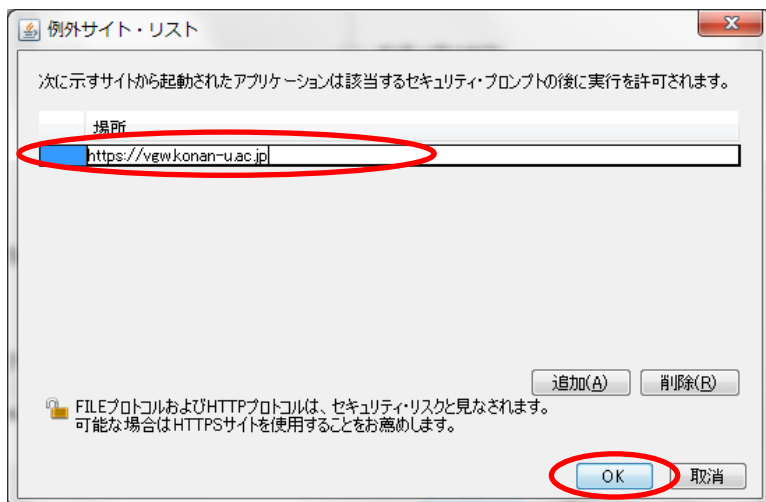 例外サイト・リスト
次に示すサイトから起動されたアプリケーションは該当するセキュリティ・プロンプトの後に実行を許可されます。
場所
https://vgw.konan-u.ac.jp
追加(A) 削除(R)
FILEプロトコルおよびHTTPプロトコルは、セキュリティ・リスクと見なされます。
可能な場合はHTTPSサイトを使用することをお薦めします。
OK 取消